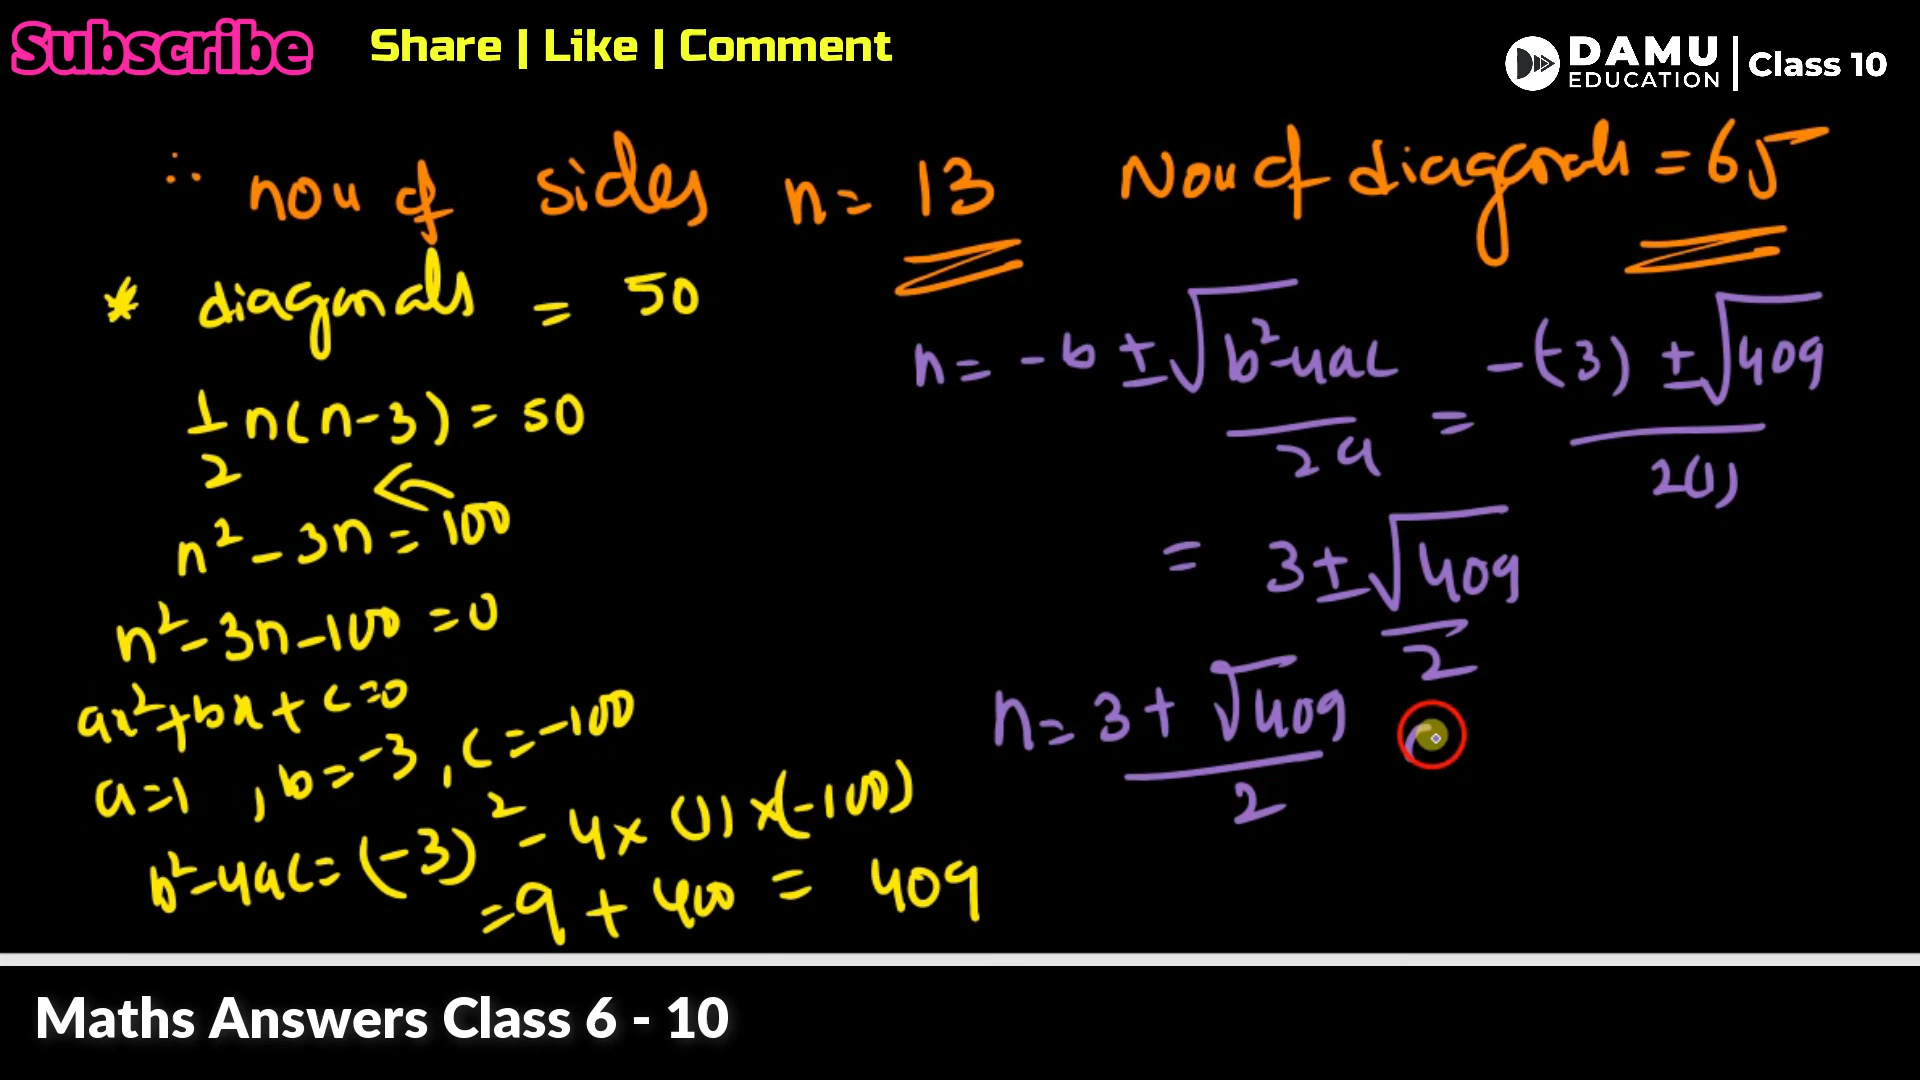 Subscribe
Share | Like | Comment
DAMU EDUCATION | Class 10
∴ no of sides n = 13 No of diagonals = 65
* diagonals = 50
1/2 n(n-3) = 50
n² - 3n = 100
n² - 3n - 100 = 0
ax² + bx + c = 0
a=1, b=-3, c=-100
b²-4ac = (-3)² - 4 x (1) x (-100)
= 9 + 400 = 409
n = -b ± √b²-4ac / 2a = -(-3) ± √409 / 2(1)
= 3 ± √409 / 2
n = 3 + √409 / 2
Maths Answers Class 6 - 10